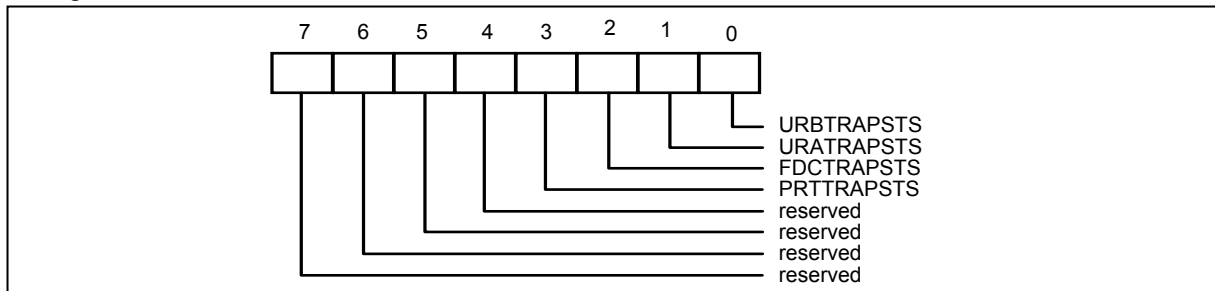 7 6 5 4 3 2 1 0
URBTRAPSTS
URATRAPSTS
FDCTRAPSTS
PRTTRAPSTS
reserved
reserved
reserved
reserved